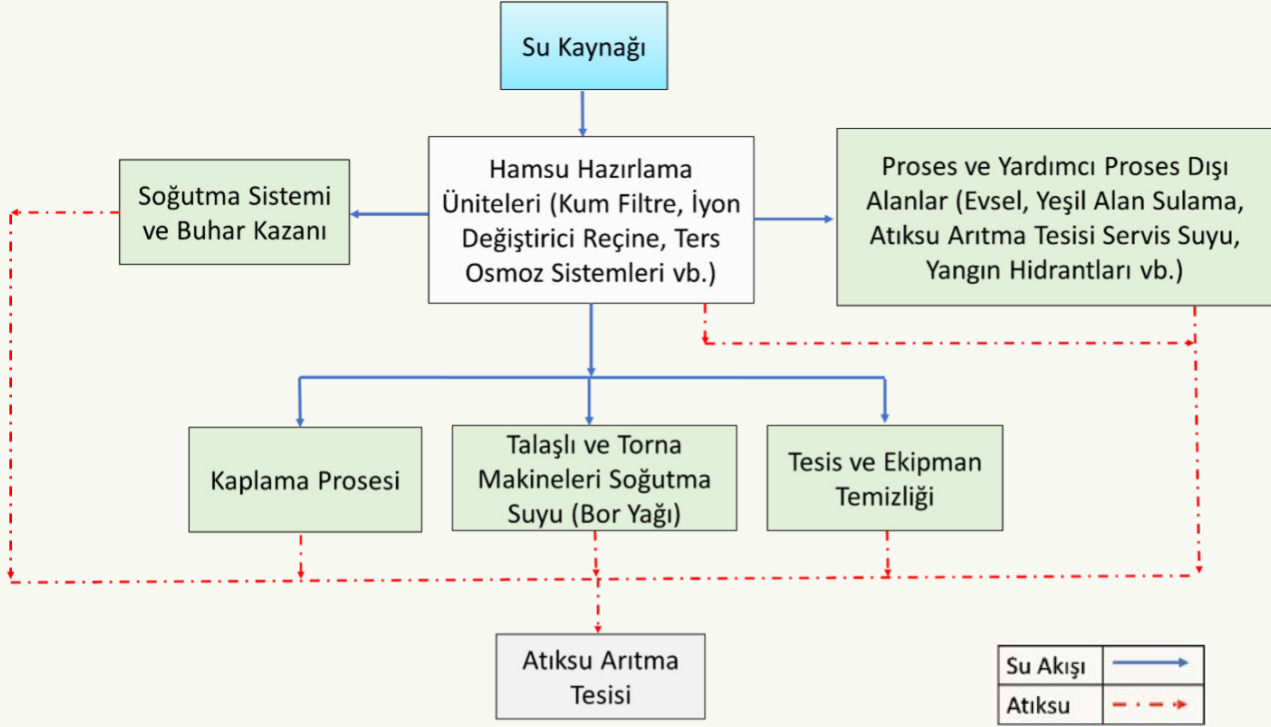 Su Kaynağı
Hamsu Hazırlama
Üniteleri (Kum Filtre, İyon
Değiştirici Reçine, Ters
Osmoz Sistemleri vb.)
Soğutma Sistemi
ve Buhar Kazanı
Proses ve Yardımcı Proses Dışı
Alanlar (Evsel, Yeşil Alan Sulama,
Atıksu Arıtma Tesisi Servis Suyu,
Yangın Hidrantları vb.)
Kaplama Prosesi
Talaşlı ve Torna
Makineleri Soğutma
Suyu (Bor Yağı)
Tesis ve Ekipman
Temizliği
Atıksu Arıtma
Tesisi
Su Akışı
Atıksu